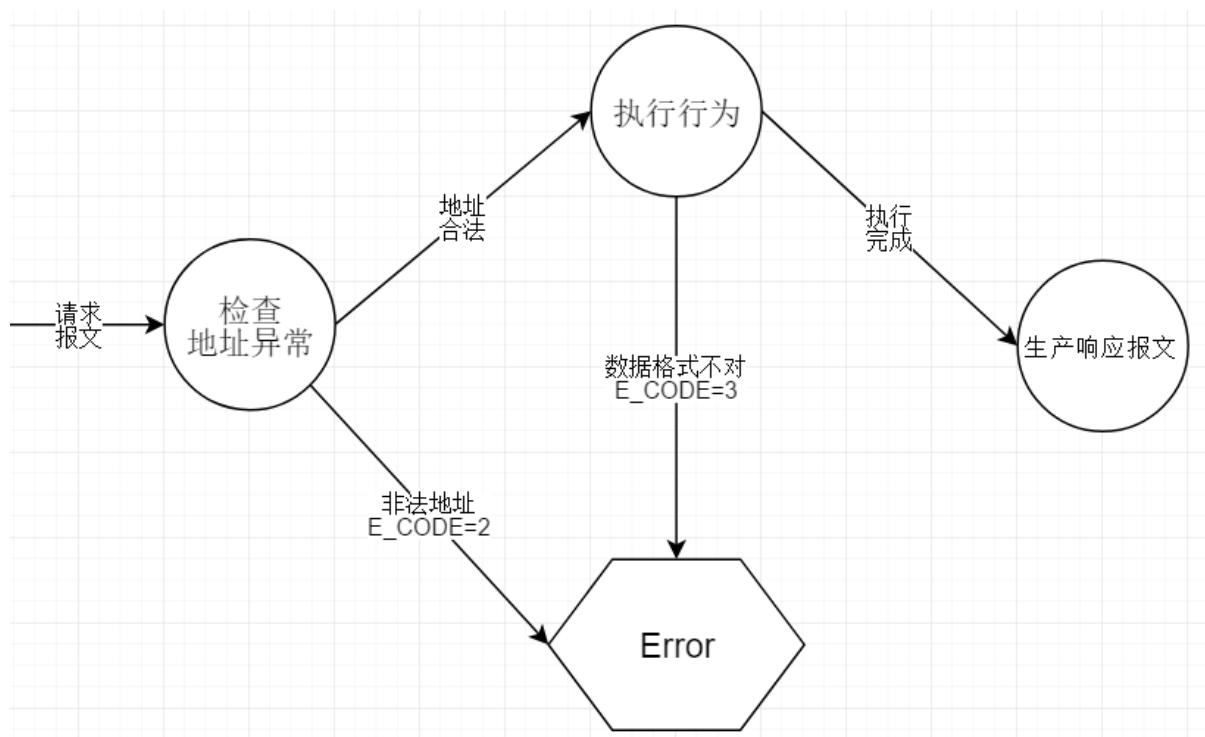 执行行为
地址
合法
执行
完成
请求
报文
检查
地址异常
生产响应报文
数据格式不对
E_CODE=3
非法地址
E_CODE=2
Error